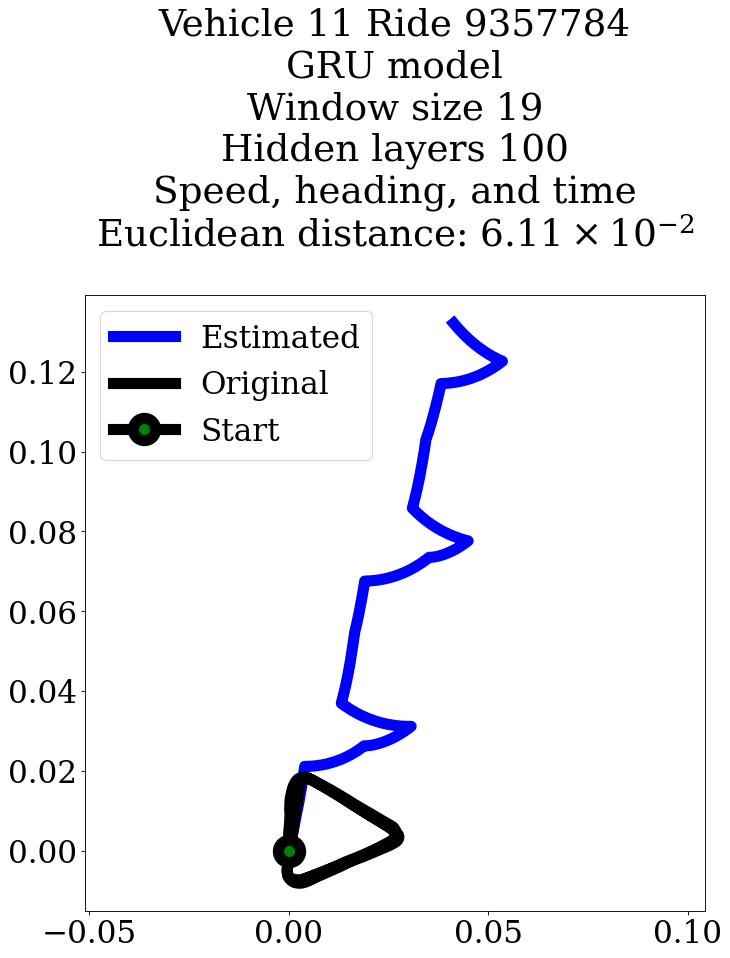 Vehicle 11 Ride 9357784
GRU model
Window size 19
Hidden layers 100
Speed, heading, and time
Euclidean distance: 6.11 × 10⁻²
Estimated
Original
Start
0.12
0.10
0.08
0.06
0.04
0.02
0.00
−0.05 0.00 0.05 0.10